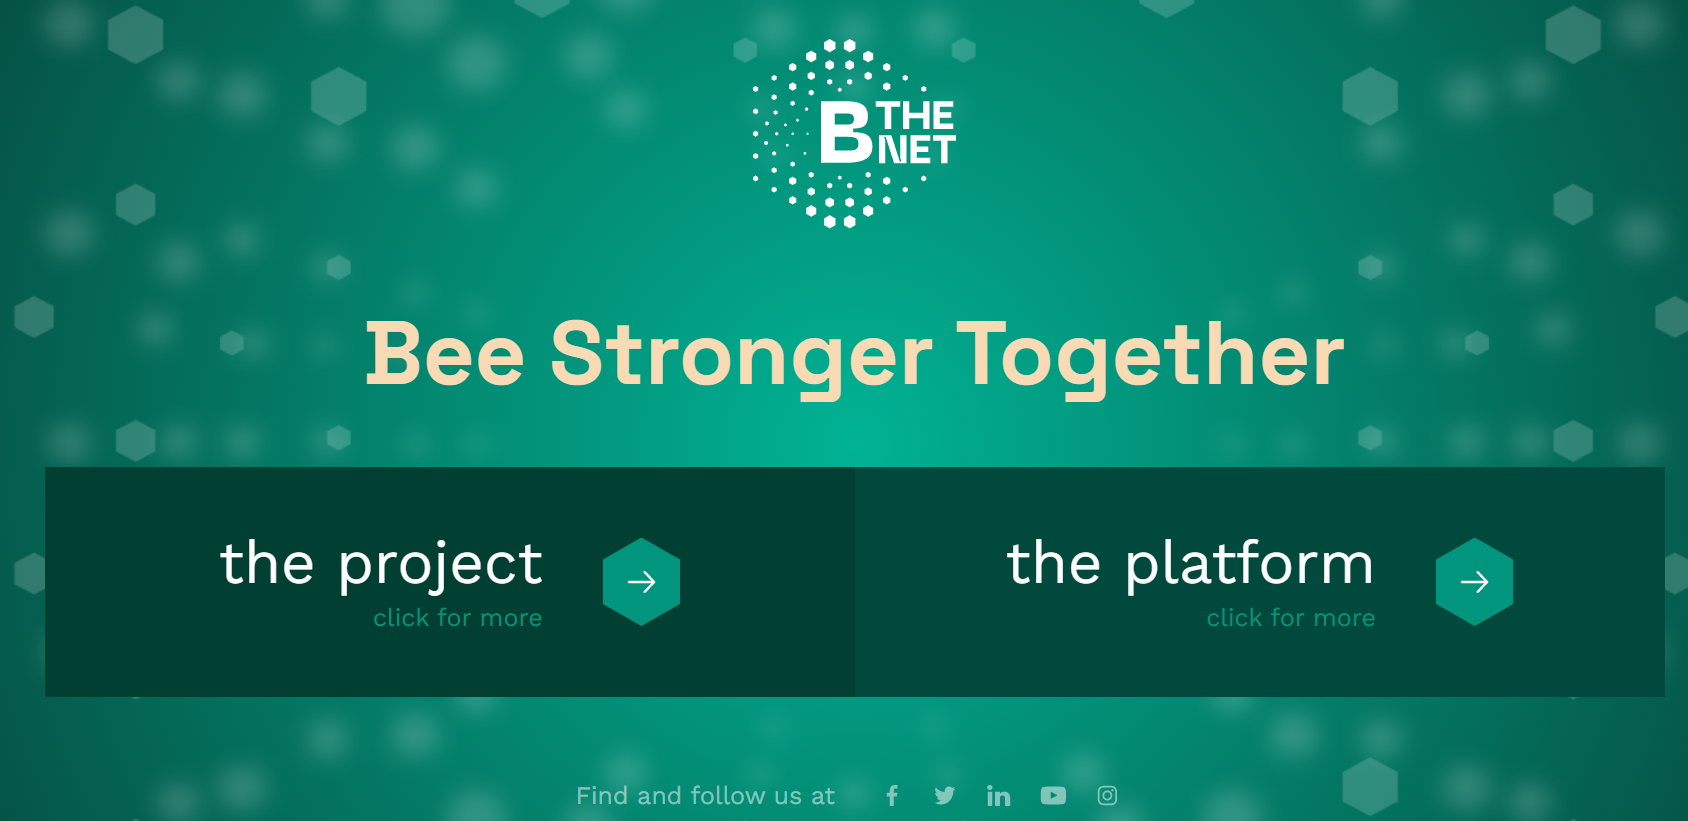 B THE
NET
Bee Stronger Together
the project
click for more
the platform
click for more
Find and follow us at